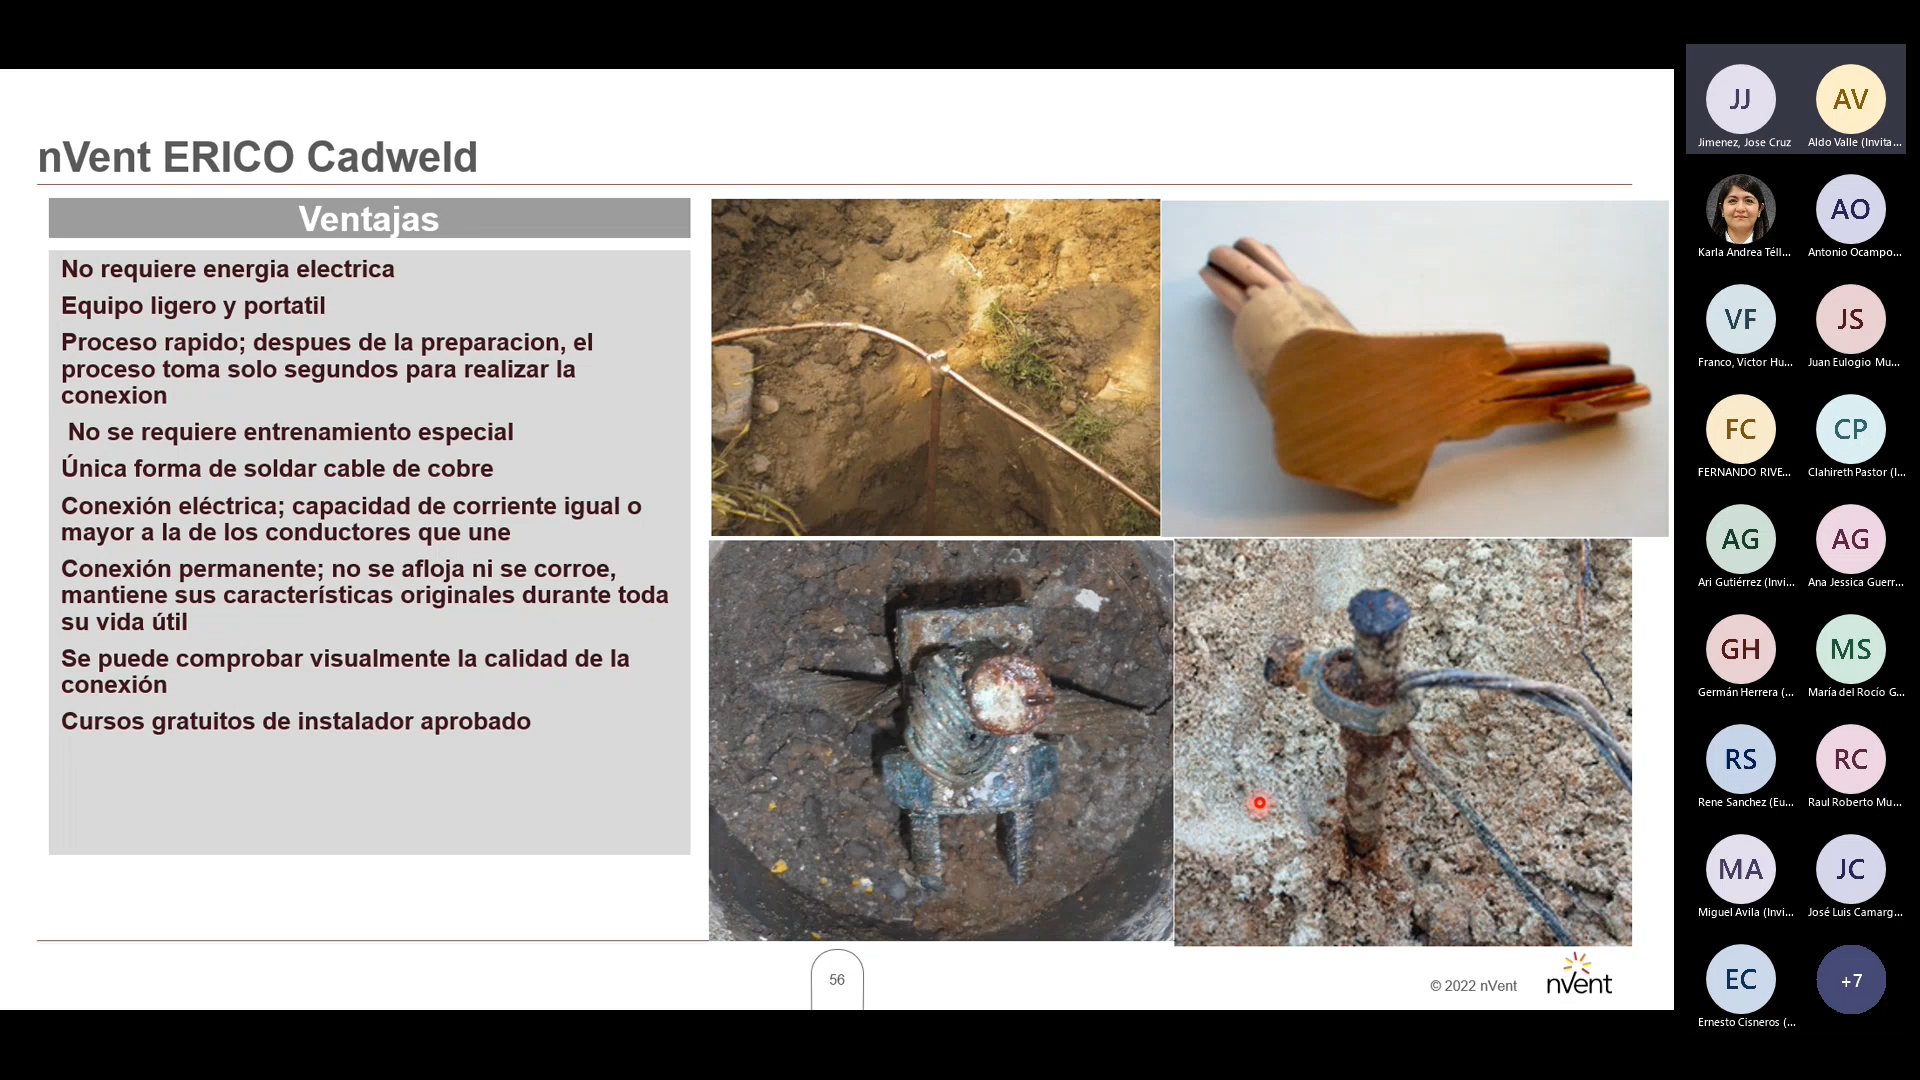 nVent ERICO Cadweld
Ventajas
No requiere energia electrica
Equipo ligero y portatil
Proceso rapido; despues de la preparacion, el
proceso toma solo segundos para realizar la
conexion
No se requiere entrenamiento especial
Única forma de soldar cable de cobre
Conexión eléctrica; capacidad de corriente igual o
mayor a la de los conductores que une
Conexión permanente; no se afloja ni se corroe,
mantiene sus características originales durante toda
su vida útil
Se puede comprobar visualmente la calidad de la
conexión
Cursos gratuitos de instalador aprobado
56
© 2022 nVent
nVent
JJ
Jimenez, Jose Cruz
AV
Aldo Valle (Invita...
Karla Andrea Téll...
AO
Antonio Ocampo...
VF
Franco, Victor Hu...
JS
Juan Eulogio Mu...
FC
FERNANDO RIVE...
CP
Clahireth Pastor (I...
AG
Ari Gutiérrez (Invi...
AG
Ana Jessica Guerr...
GH
Germán Herrera (...
MS
María del Rocío G...
RS
Rene Sanchez (Eu...
RC
Raul Roberto Mu...
MA
Miguel Avila (Invi...
JC
José Luis Camarg...
EC
Ernesto Cisneros (...
+7